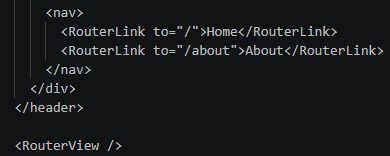 <nav>
<RouterLink to="/">Home</RouterLink>
<RouterLink to="/about">About</RouterLink>
</nav>
</div>
</header>
<RouterView />